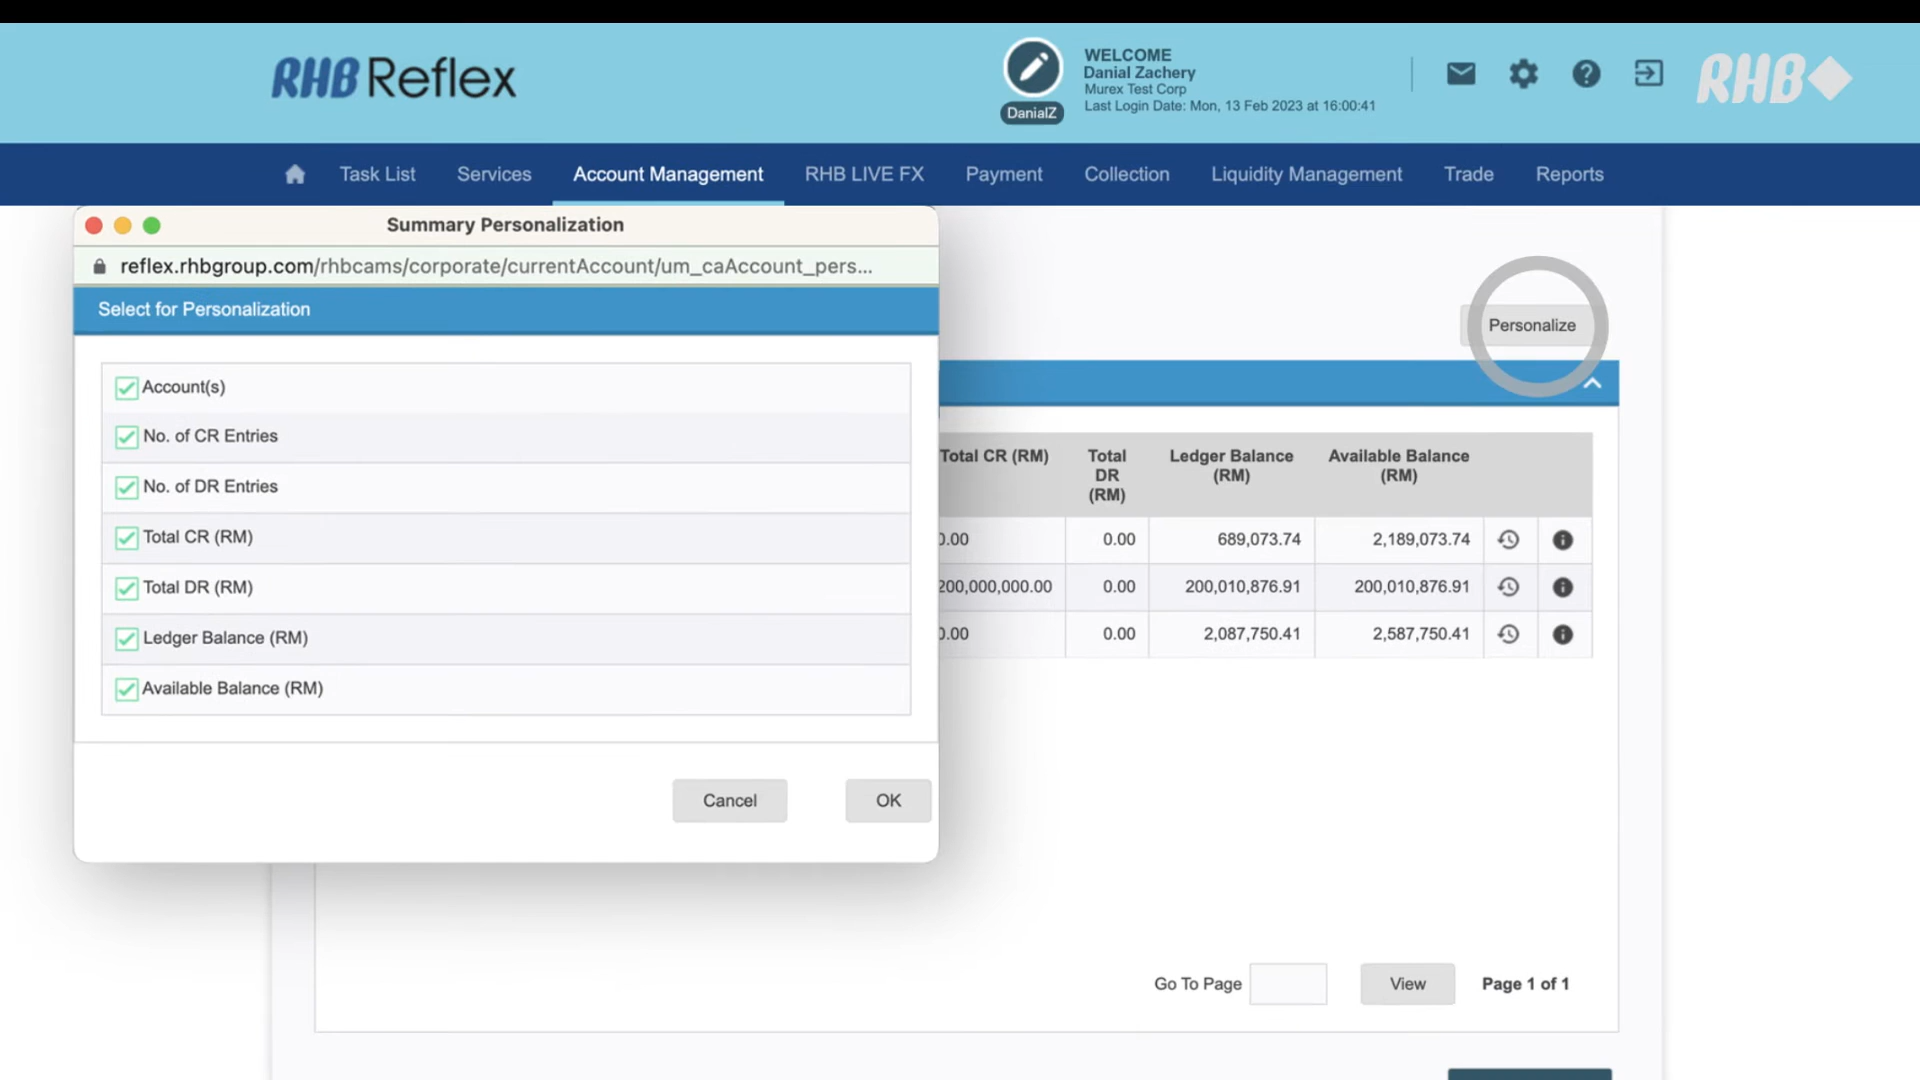 RHB Reflex
WELCOME
Danial Zachery
Murex Test Corp
Last Login Date: Mon, 13 Feb 2023 at 16:00:41
DanialZ
RHB
Task List
Services
Account Management
RHB LIVE FX
Payment
Collection
Liquidity Management
Trade
Reports
Summary Personalization
reflex.rhbgroup.com/rhbcams/corporate/currentAccount/um_caAccount_pers...
Select for Personalization
Account(s)
No. of CR Entries
No. of DR Entries
Total CR (RM)
Total DR (RM)
Ledger Balance (RM)
Available Balance (RM)
Cancel
OK
Personalize
Total CR (RM)
Total
DR
(RM)
Ledger Balance
(RM)
Available Balance
(RM)
0.00
0.00
689,073.74
2,189,073.74
200,000,000.00
0.00
200,010,876.91
200,010,876.91
0.00
0.00
2,087,750.41
2,587,750.41
Go To Page
View
Page 1 of 1